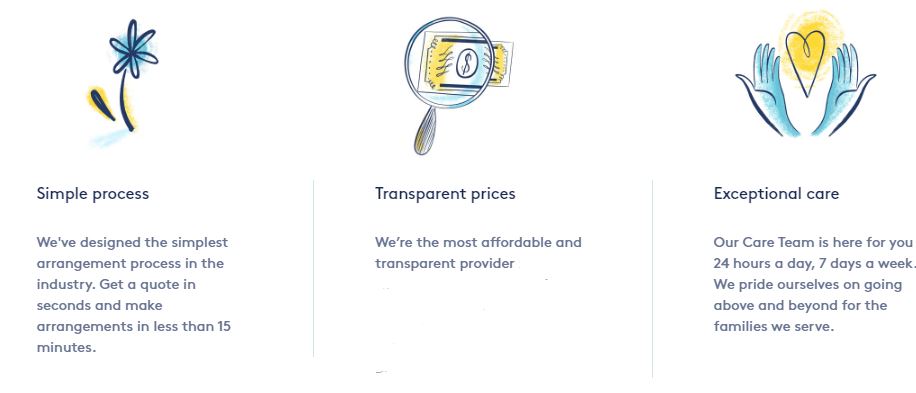 Simple process
We've designed the simplest
arrangement process in the
industry. Get a quote in
seconds and make
arrangements in less than 15
minutes.
Transparent prices
We're the most affordable and
transparent provider
Exceptional care
Our Care Team is here for you
24 hours a day, 7 days a week.
We pride ourselves on going
above and beyond for the
families we serve.